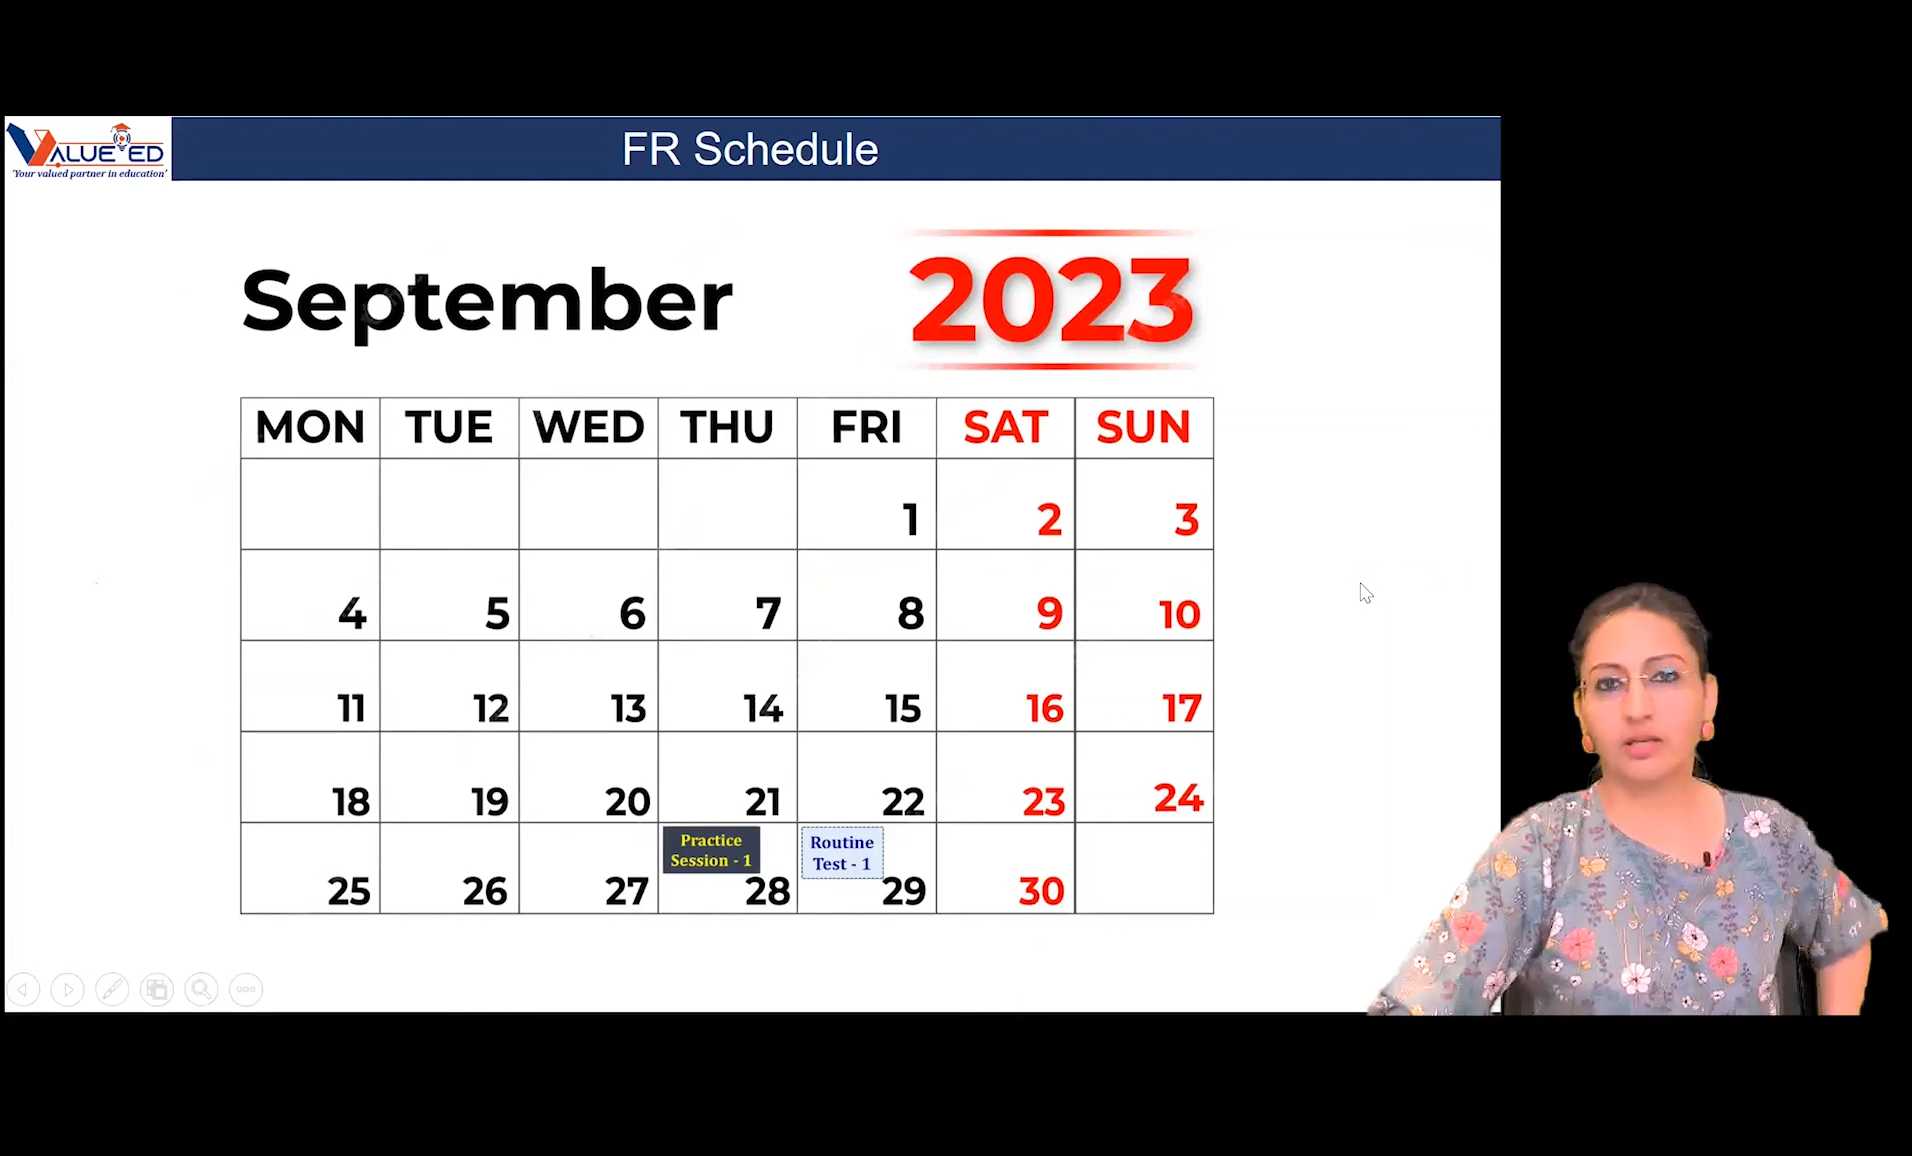 VALUE ED
'Your valued partner in education'
FR Schedule
September 2023
MON TUE WED THU FRI SAT SUN
1 2 3
4 5 6 7 8 9 10
11 12 13 14 15 16 17
18 19 20 21 22 23 24
Practice
Session - 1
Routine
Test - 1
25 26 27 28 29 30